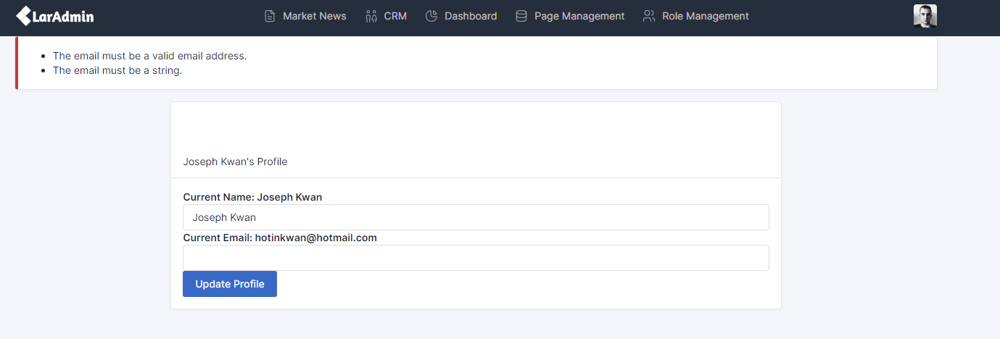 LarAdmin Market News CRM Dashboard Page Management Role Management
The email must be a valid email address.
The email must be a string.
Joseph Kwan's Profile
Current Name: Joseph Kwan
Joseph Kwan
Current Email: hotinkwan@hotmail.com
Update Profile